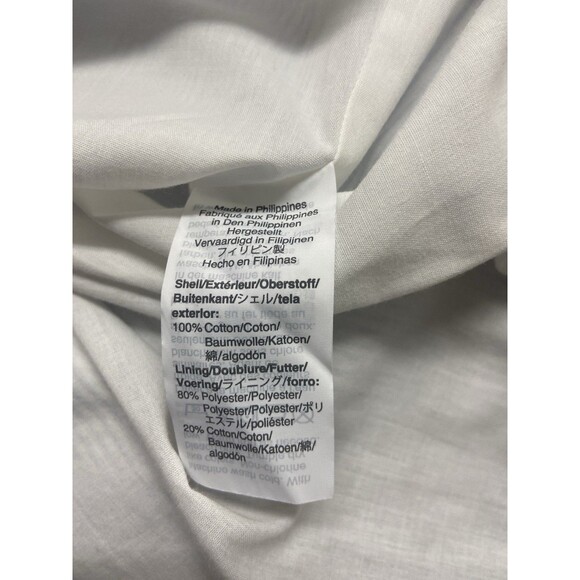 Made in Philippines
Fabriqué aux Philippines
in Den Philippinen
Hergestellt
Vervaardigd in Filipijnen
フィリピン製
Hecho en Filipinas
Shell/Extérieur/Oberstoff/
Buitenkant/シェル/tela
exterior:
100% Cotton/Coton/
Baumwolle/Katoen/
綿/algodón
Lining/Doublure/Futter/
Voering/ライニング/forro:
80% Polyester/Polyester/
Polyester/Polyester/ポリ
エステル/poliéster
20% Cotton/Coton/
Baumwolle/Katoen/綿/
algodón